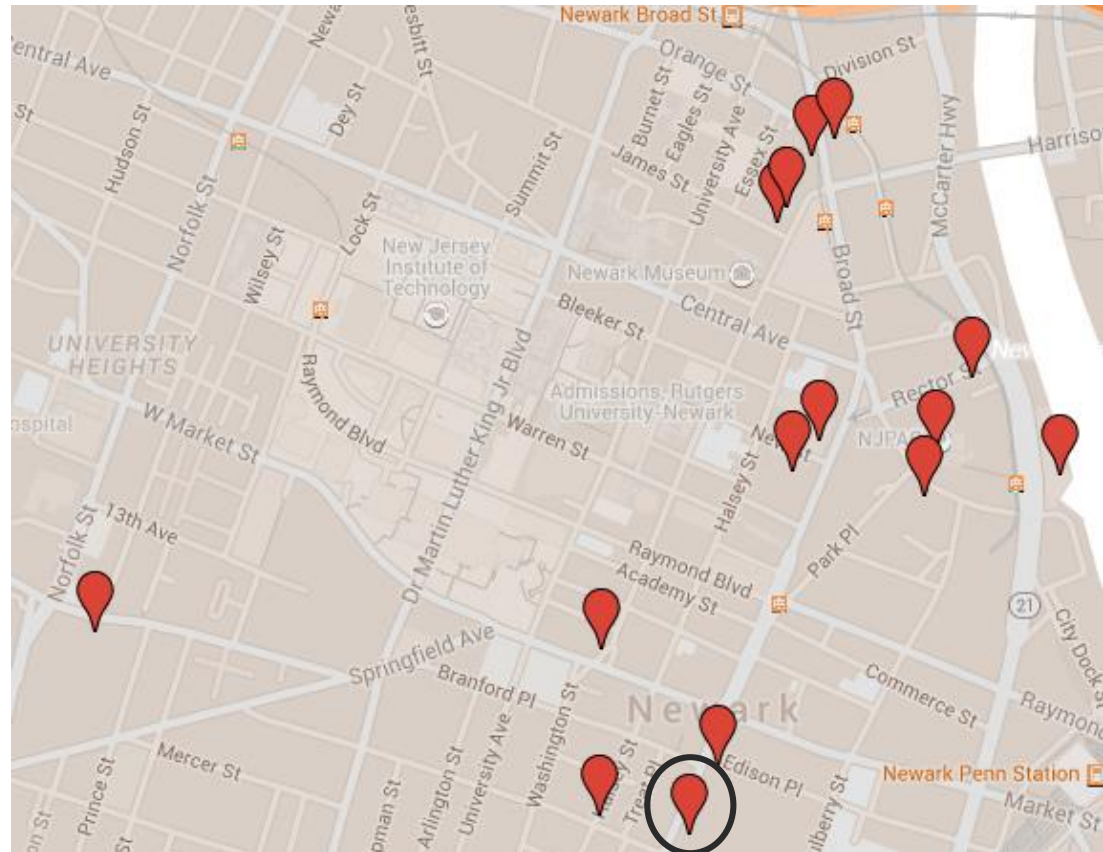 Newark Broad St
Orange St
Division St
Central Ave
Dey St
Burnet St
Eagles St
University Ave
Essex St
James St
McCarter Hwy
Hudson St
St
Norfolk St
Lock St
Summit St
Wilsey St
New Jersey
Institute of
Technology
Newark Museum
Broad St
Bleeker St
Central Ave
UNIVERSITY
HEIGHTS
Raymond Blvd
W Market St
Dr Martin Luther King Jr Blvd
Admissions, Rutgers
University-Newark
Warren St
Rector St
Halsey St
13th Ave
Norfolk St
Raymond Blvd
Academy St
Park Pl
21
City Dock St
Springfield Ave
Branford Pl
Newark
Commerce St
Mercer St
Prince St
Arlington St
University Ave
Washington St
Treat Pl
Edison Pl
Newark Penn Station
Market St